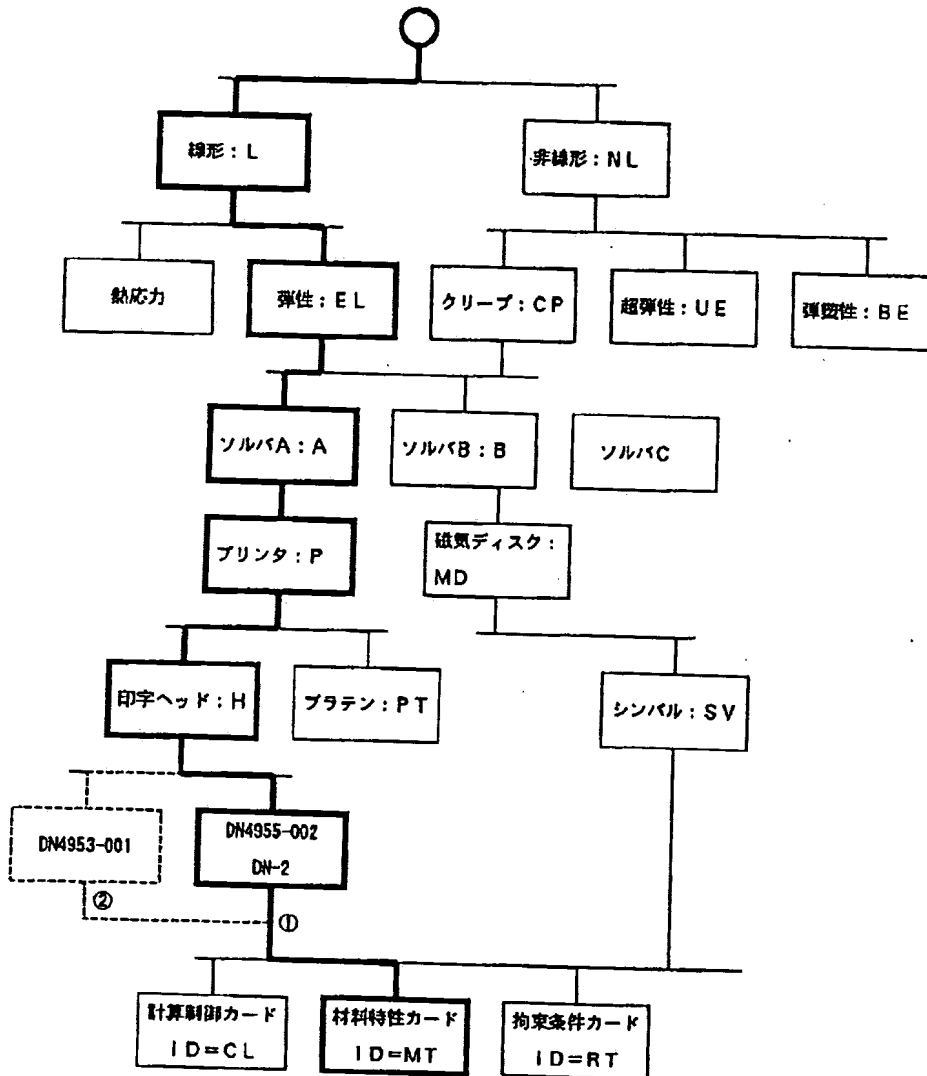 線形：L
非線形：NL
熱応力
弾性：EL
クリープ：CP
超弾性：UE
弾塑性：BE
ソルバA：A
ソルバB：B
ソルバC
プリンタ：P
磁気ディスク：
MD
印字ヘッド：H
プラテン：PT
シンバル：SV
DN4953-001
DN4955-002
DN-2
②
①
計算制御カード
ID=CL
材料特性カード
ID=MT
拘束条件カード
ID=RT